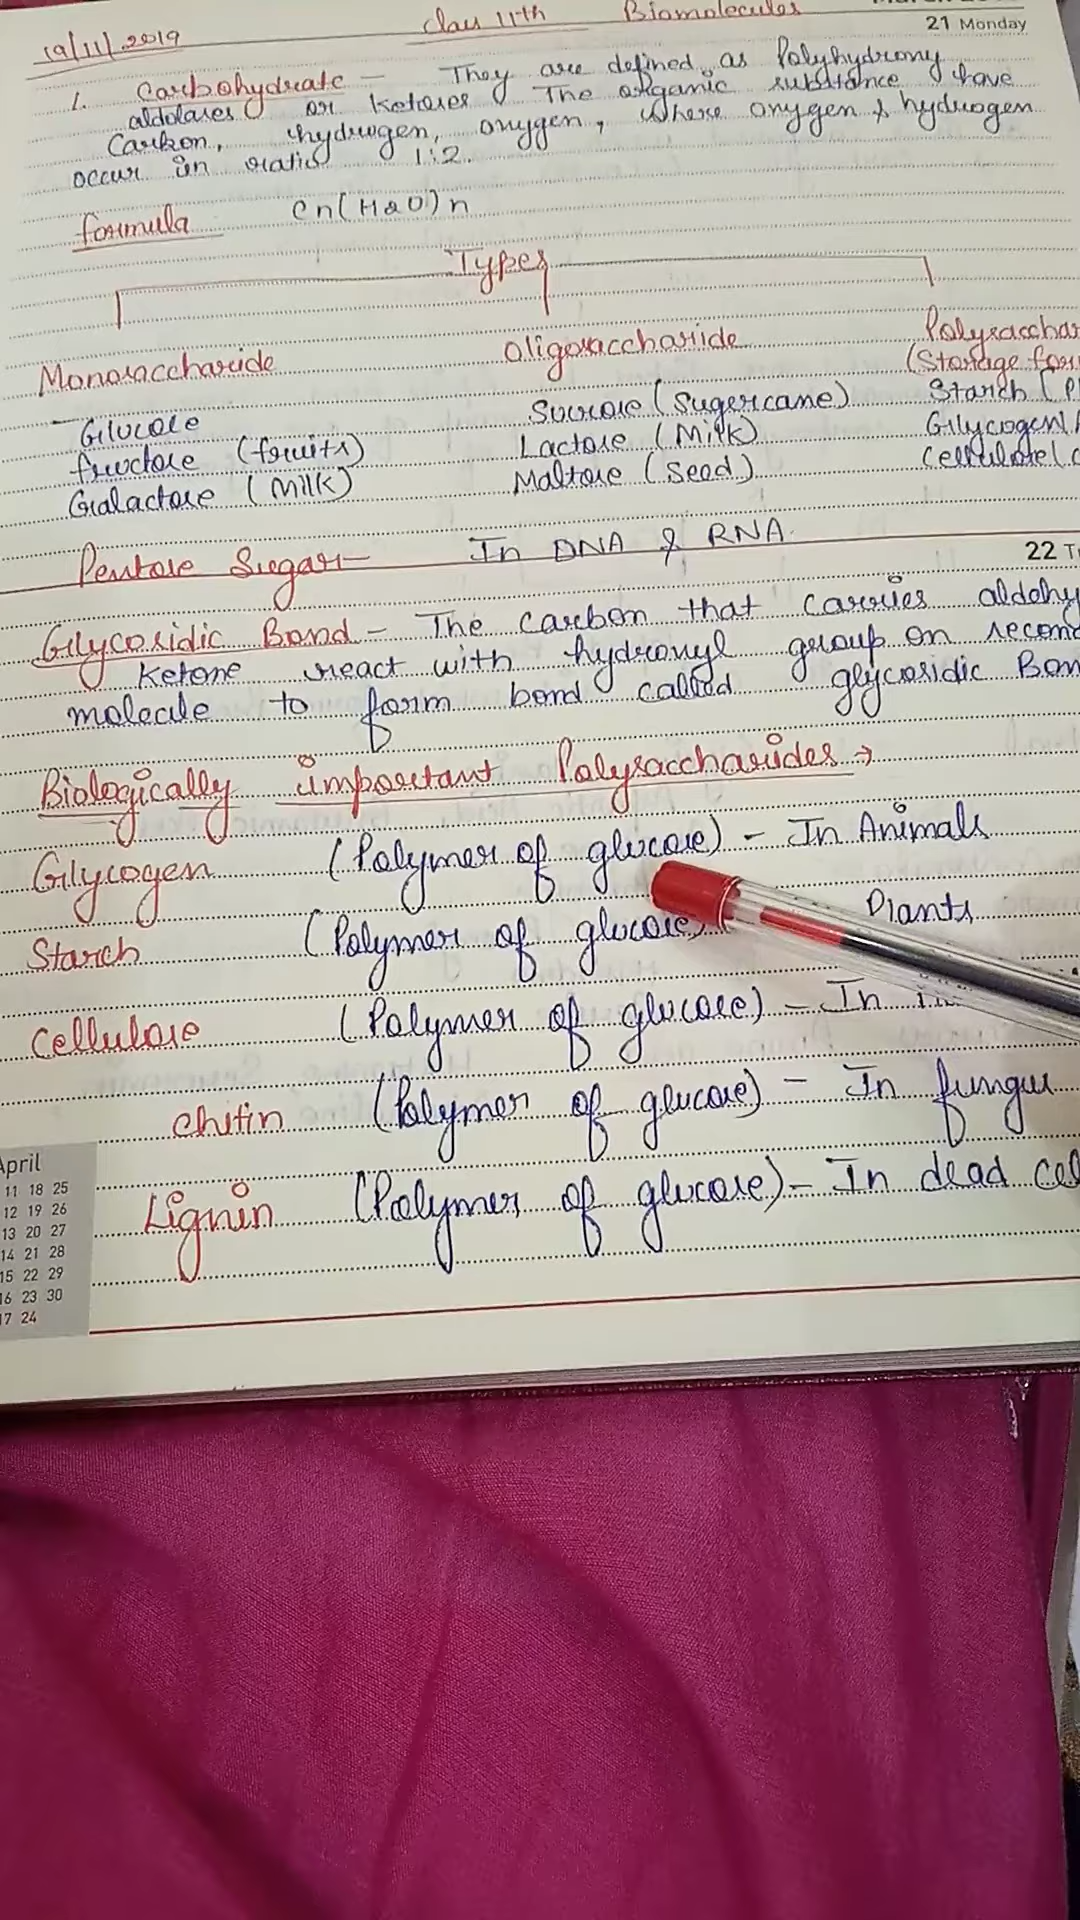 19/11/2019 Class 11th Biomolecules
21 Monday
1. Carbohydrate - They are defined as Polyhydroxy
aldolases or Ketoses The organic substance have
Carbon, hydrogen, oxygen, where oxygen & hydrogen
occur in ratio 1:2.
formula Cn(H2O)n
Types
Monosaccharide Oligosaccharide Polysacchar
(Storage for
Glucose Sucrose (Sugercane) Starch (Pl
fructose (fruits) Lactose (Milk) Glycogen
Galactose (Milk) Maltose (Seed) Cellulose (c
Pentose Sugar- In DNA & RNA.
22 T
Glycosidic Bond - The carbon that carries aldehy
Ketone react with hydroxyl group on second
molecule to form bond called glycosidic Bon
Biologically important Polysaccharides →
Glycogen (Polymer of glucose) - In Animals
Starch (Polymer of glucose) Plants
Cellulose (Polymer of glucose) - In
Chitin (Polymer of glucose) - In fungus
Lignin (Polymer of glucose) - In dead cel
April
11 18 25
12 19 26
13 20 27
14 21 28
15 22 29
16 23 30
17 24